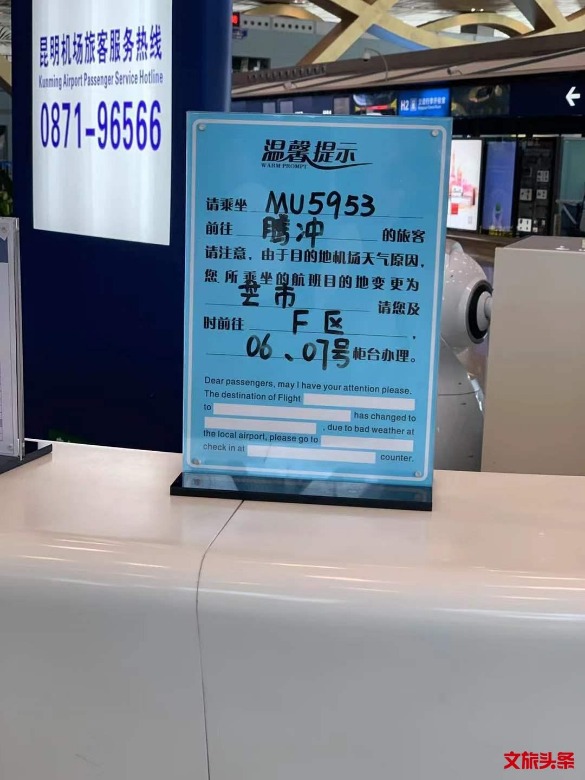 昆明机场旅客服务热线
Kunming Airport Passenger Service Hotline
0871-96566
H2
温馨提示
WARM PROMPT
请乘坐 MU5953
前往 腾冲 的旅客
请注意，由于目的地机场天气原因，
您所乘坐的航班目的地变更为
芒市 请您及
时前往 F区 ，
06、07号柜台办理。
Dear passengers, may I have your attention please.
The destination of Flight
to has changed to
, due to bad weather at
the local airport, please go to
check in at counter.
文旅头条